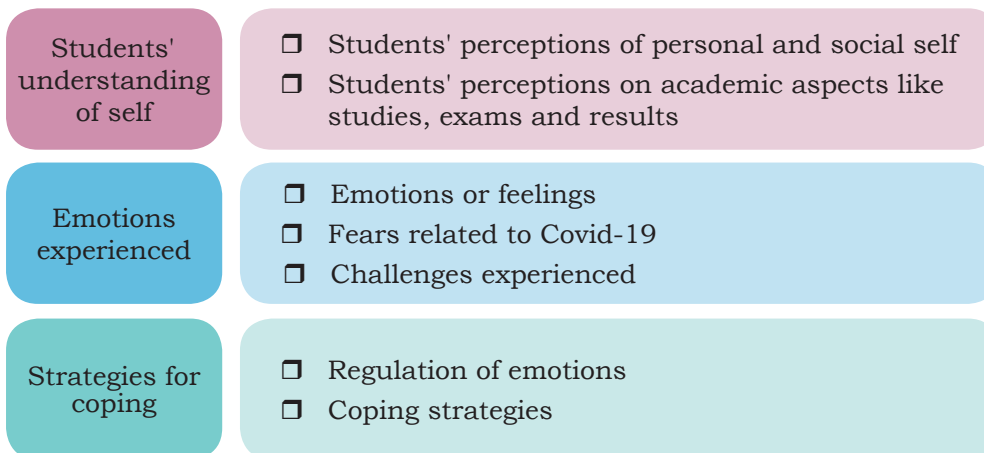 Students'
understanding
of self
❒ Students' perceptions of personal and social self
❒ Students' perceptions on academic aspects like
studies, exams and results
Emotions
experienced
❒ Emotions or feelings
❒ Fears related to Covid-19
❒ Challenges experienced
Strategies for
coping
❒ Regulation of emotions
❒ Coping strategies